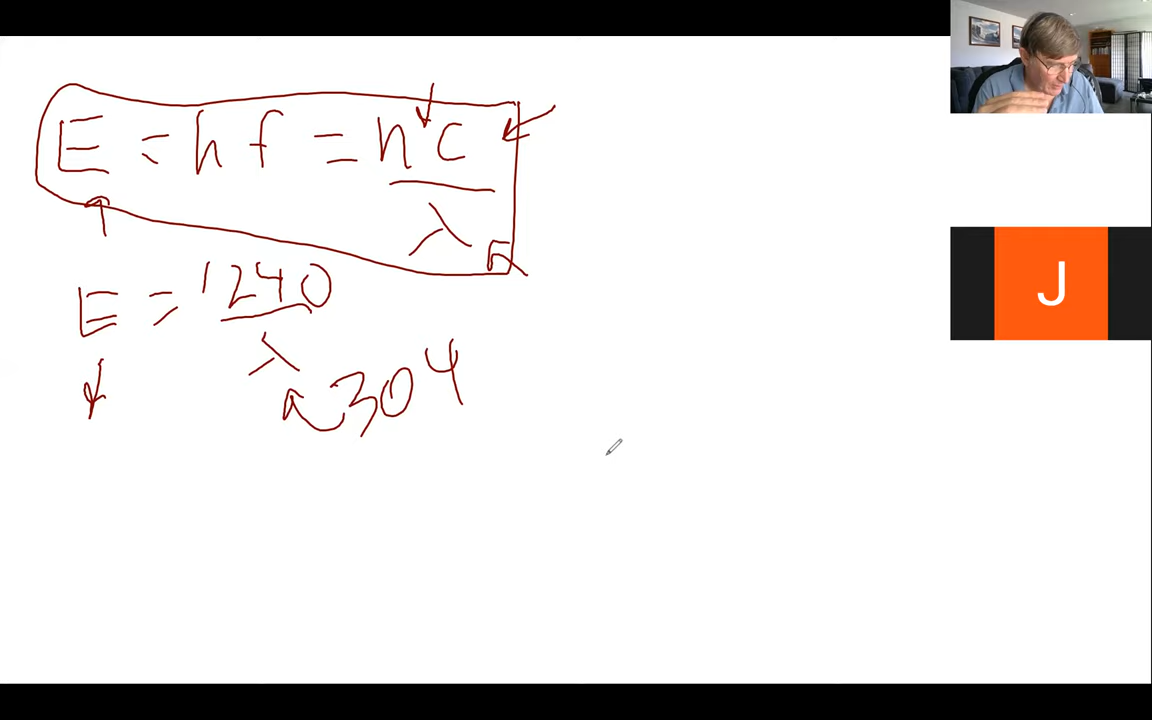 E = hf = hc
λ
E = 1240
λ
304
J